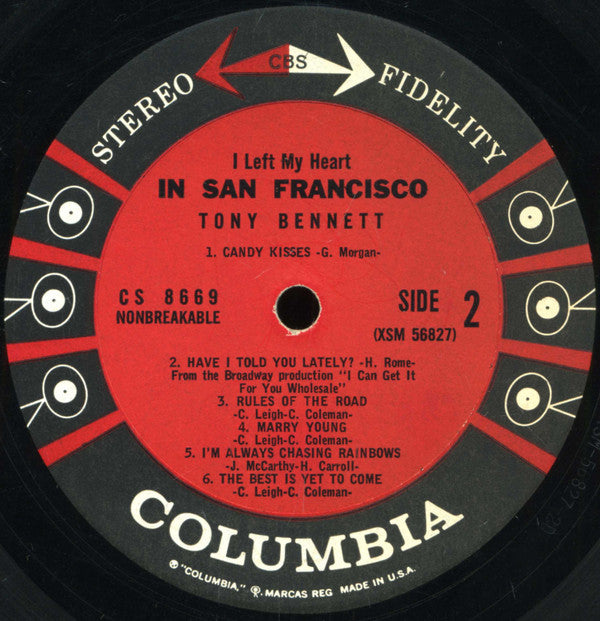 CBS
STEREO FIDELITY
I Left My Heart
IN SAN FRANCISCO
TONY BENNETT
1. CANDY KISSES -G. Morgan-
CS 8669
NONBREAKABLE
SIDE 2
(XSM 56827)
2. HAVE I TOLD YOU LATELY? -H. Rome-
From the Broadway production "I Can Get It
For You Wholesale"
3. RULES OF THE ROAD
-C. Leigh-C. Coleman-
4. MARRY YOUNG
-C. Leigh-C. Coleman-
5. I'M ALWAYS CHASING RAINBOWS
-J. McCarthy-H. Carroll-
6. THE BEST IS YET TO COME
-C. Leigh-C. Coleman-
COLUMBIA
® "COLUMBIA," ®. MARCAS REG MADE IN U.S.A.